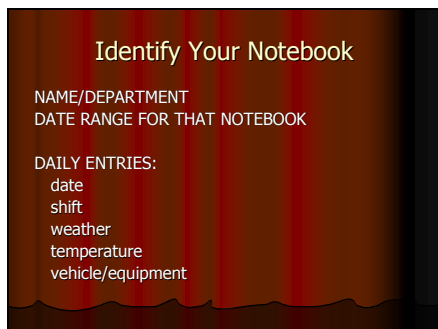 Identify Your Notebook
NAME/DEPARTMENT
DATE RANGE FOR THAT NOTEBOOK
DAILY ENTRIES:
date
shift
weather
temperature
vehicle/equipment